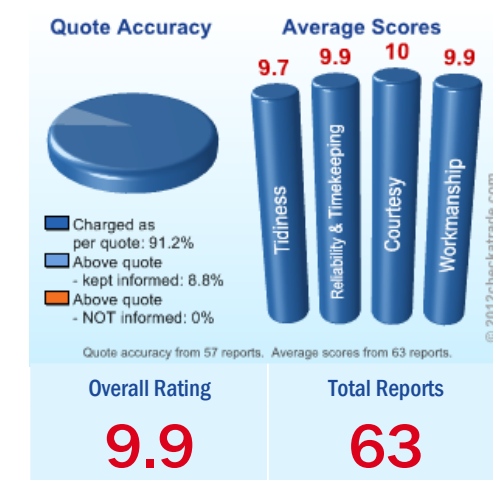 Quote Accuracy
Average Scores
9.7
9.9
10
9.9
Tidiness
Reliability & Timekeeping
Courtesy
Workmanship
Charged as
per quote: 91.2%
Above quote
- kept informed: 8.8%
Above quote
- NOT informed: 0%
© 2012checkatrade.com
Quote accuracy from 57 reports. Average scores from 63 reports.
Overall Rating
Total Reports
9.9
63